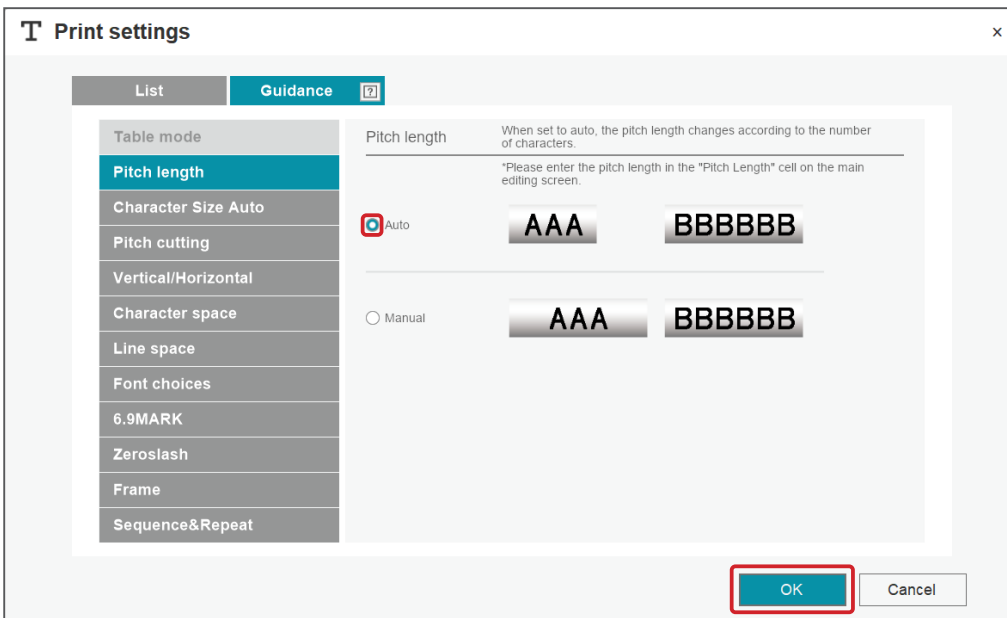 T Print settings
×
List
Guidance ?
Table mode
Pitch length
Character Size Auto
Pitch cutting
Vertical/Horizontal
Character space
Line space
Font choices
6.9MARK
Zeroslash
Frame
Sequence&Repeat
Pitch length
When set to auto, the pitch length changes according to the number
of characters.
*Please enter the pitch length in the "Pitch Length" cell on the main
editing screen.
Auto
AAA BBBBBB
Manual
AAA BBBBBB
OK
Cancel